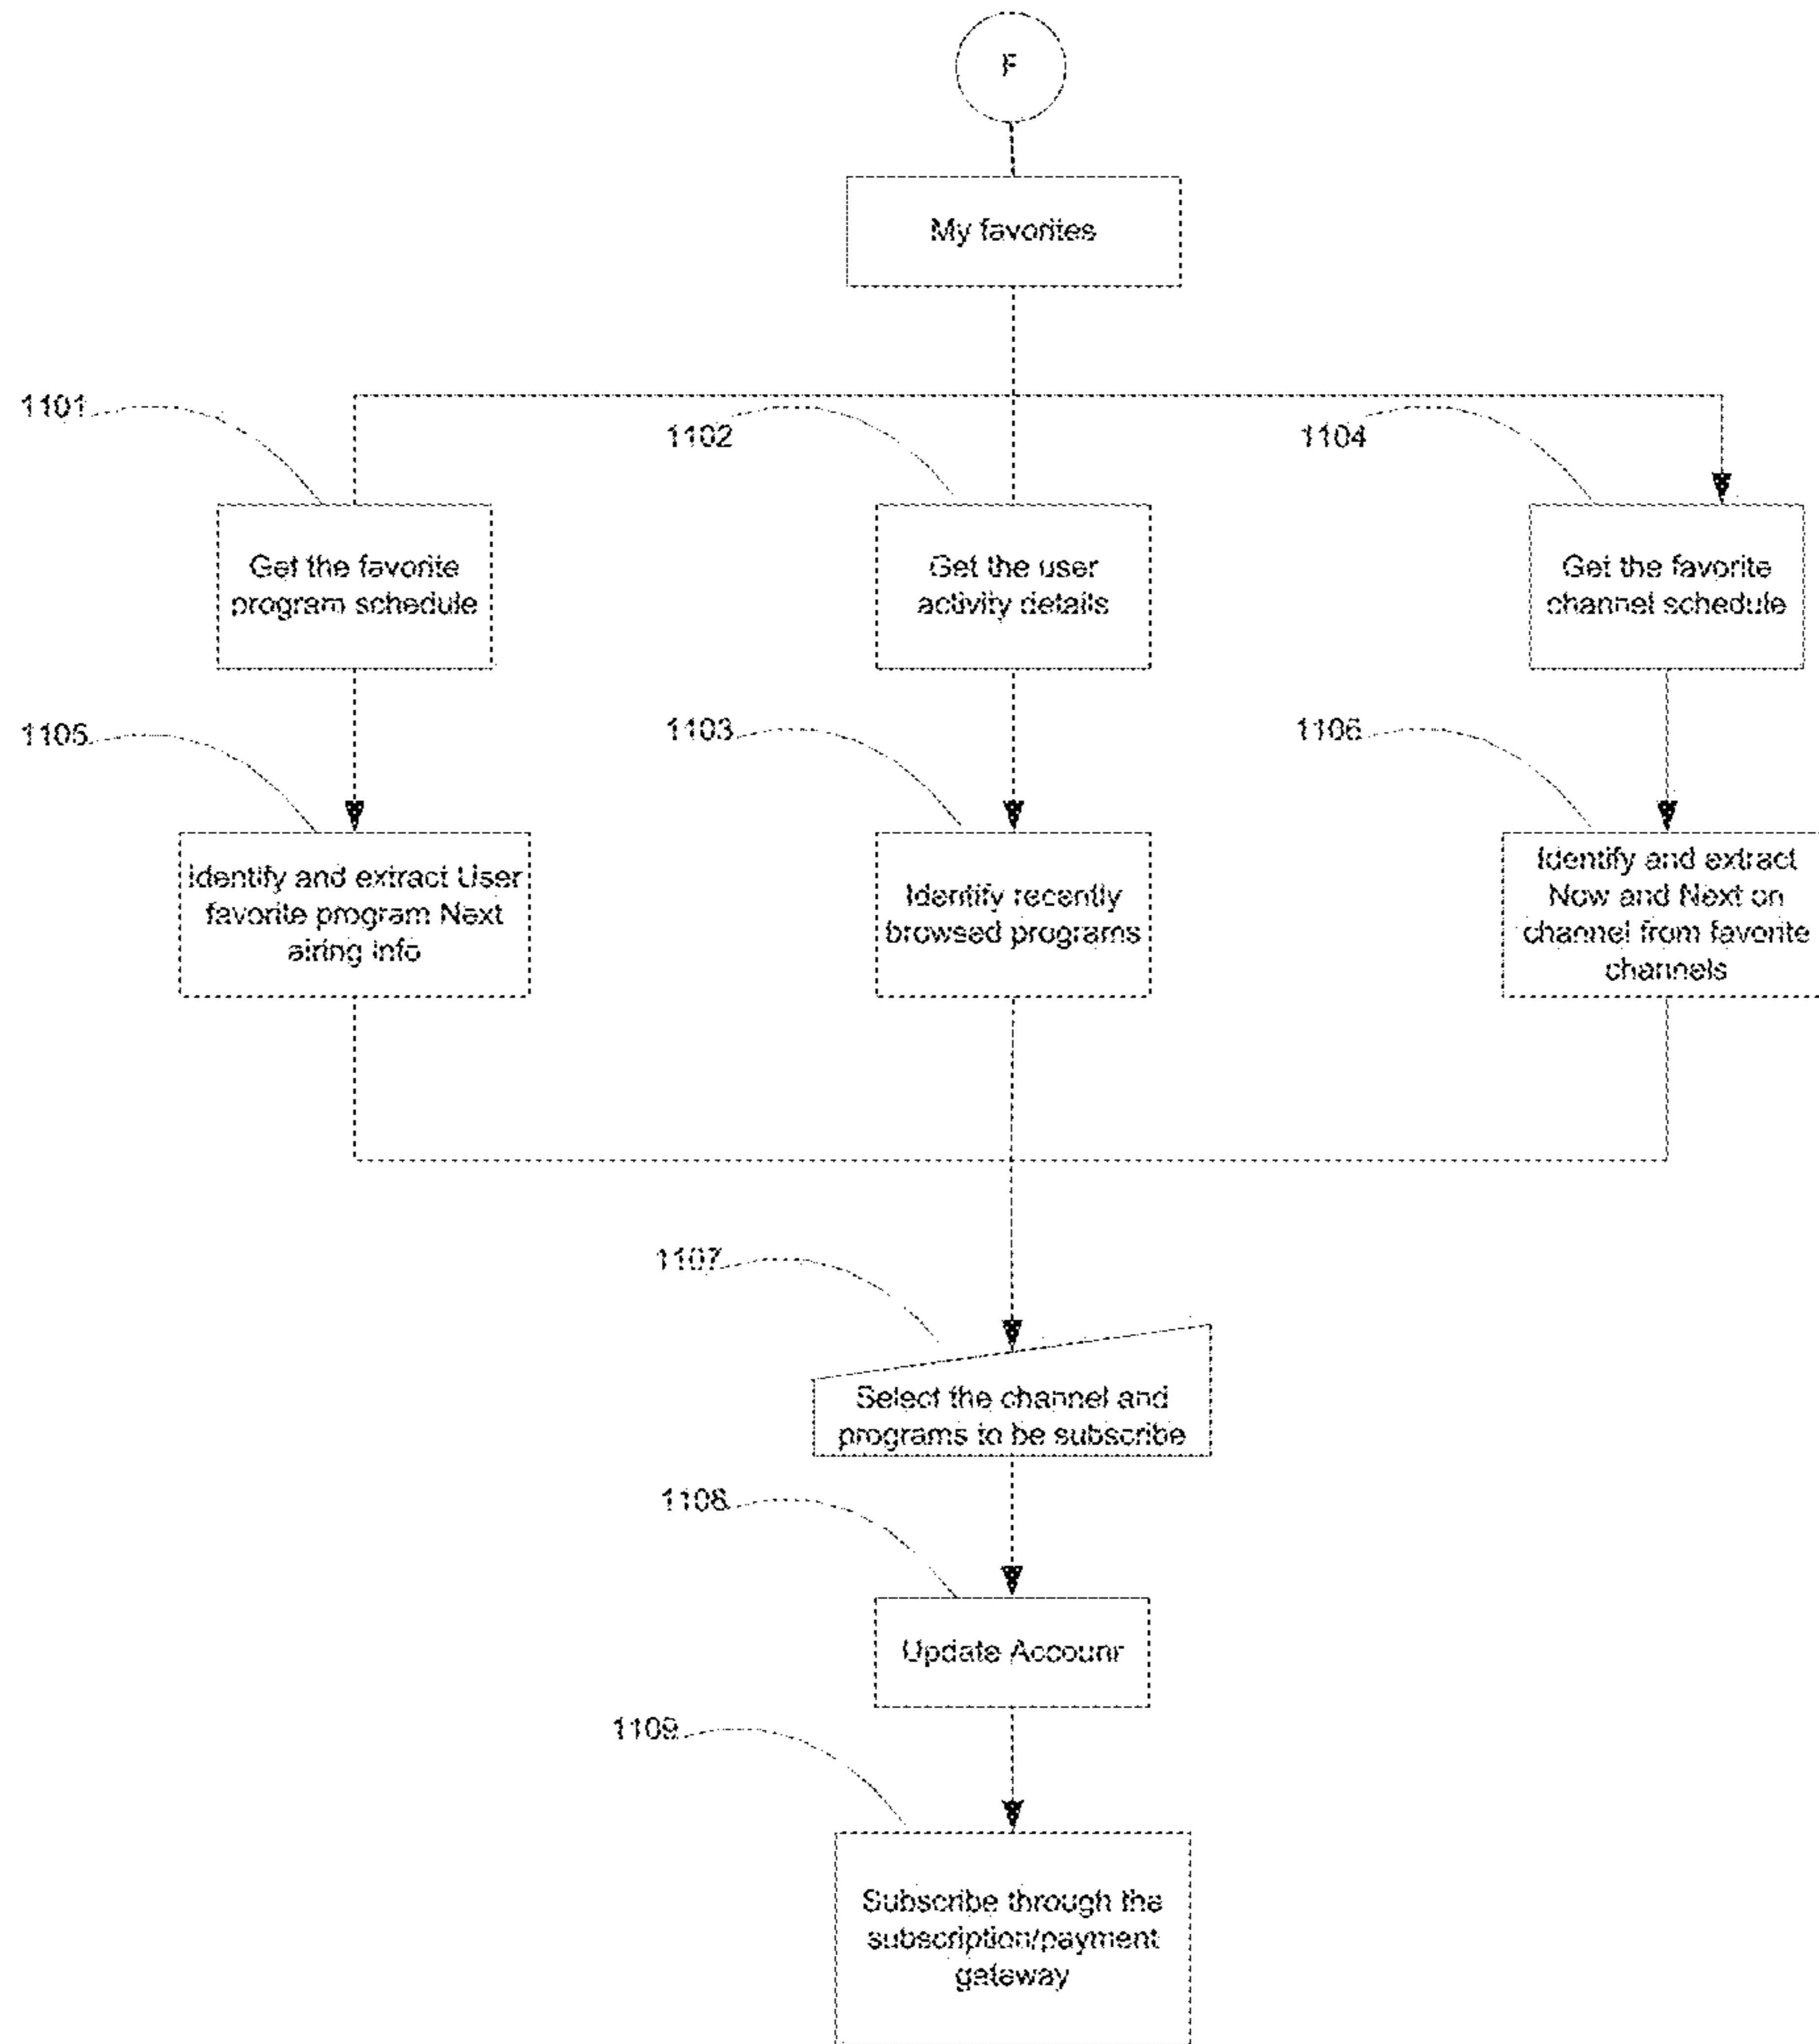 F
My favorites
1101
1102
1104
Get the favorite
program schedule
Get the user
activity details
Get the favorite
channel schedule
1105
1103
1106
Identify and extract User
favorite program Next
airing info
Identify recently
browsed programs
Identify and extract
Now and Next on
channel from favorite
channels
1107
Select the channel and
programs to be subscribe
1108
Update Accounr
1109
Subscribe through the
subscription/payment
gateway